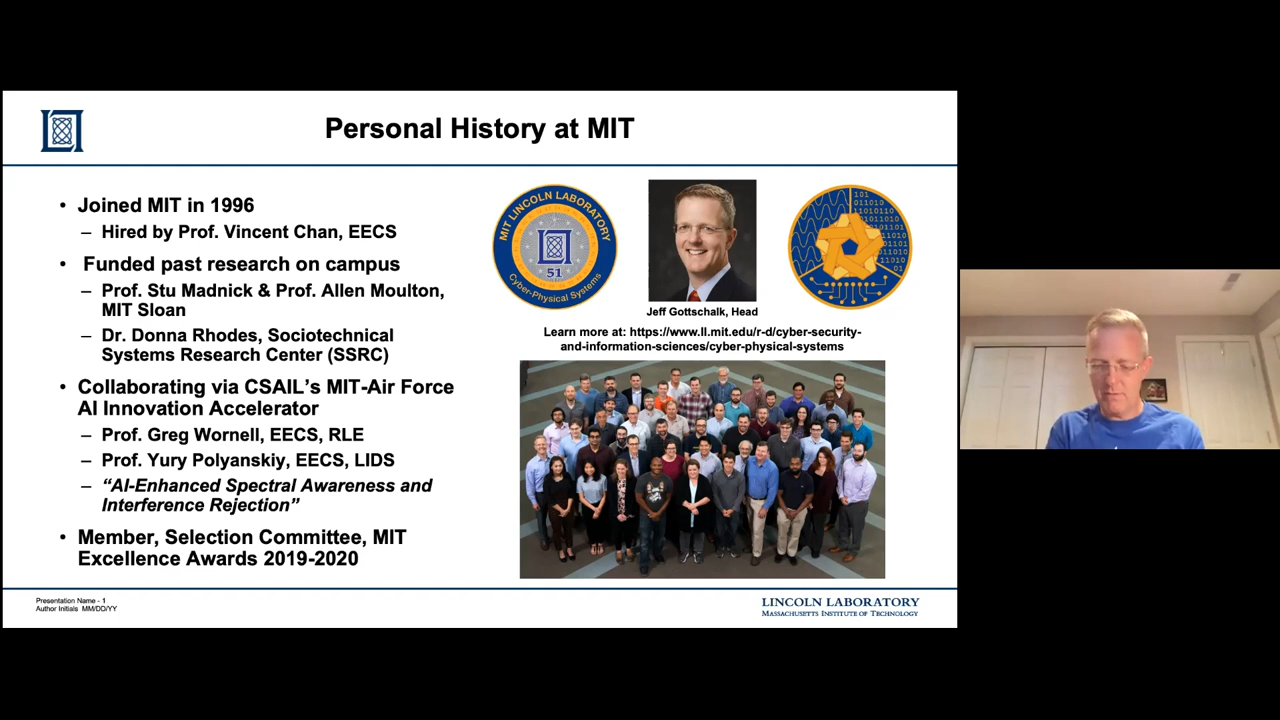 Personal History at MIT
• Joined MIT in 1996
– Hired by Prof. Vincent Chan, EECS
• Funded past research on campus
– Prof. Stu Madnick & Prof. Allen Moulton,
MIT Sloan
– Dr. Donna Rhodes, Sociotechnical
Systems Research Center (SSRC)
• Collaborating via CSAIL’s MIT-Air Force
AI Innovation Accelerator
– Prof. Greg Wornell, EECS, RLE
– Prof. Yury Polyanskiy, EECS, LIDS
– “AI-Enhanced Spectral Awareness and
Interference Rejection”
• Member, Selection Committee, MIT
Excellence Awards 2019-2020
MIT LINCOLN LABORATORY
51
Cyber-Physical Systems
Jeff Gottschalk, Head
Learn more at: https://www.ll.mit.edu/r-d/cyber-security-
and-information-sciences/cyber-physical-systems
Presentation Name - 1
Author Initials MM/DD/YY
LINCOLN LABORATORY
MASSACHUSETTS INSTITUTE OF TECHNOLOGY